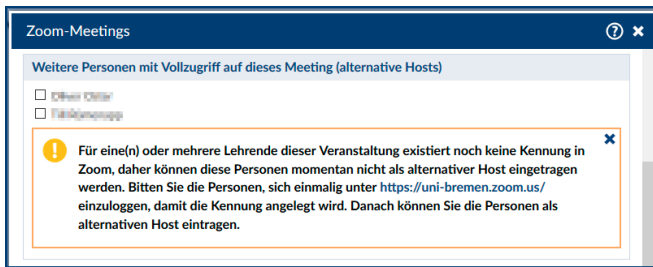 Zoom-Meetings
Weitere Personen mit Vollzugriff auf dieses Meeting (alternative Hosts)
Für eine(n) oder mehrere Lehrende dieser Veranstaltung existiert noch keine Kennung in
Zoom, daher können diese Personen momentan nicht als alternativer Host eingetragen
werden. Bitten Sie die Personen, sich einmalig unter https://uni-bremen.zoom.us/
einzuloggen, damit die Kennung angelegt wird. Danach können Sie die Personen als
alternativen Host eintragen.